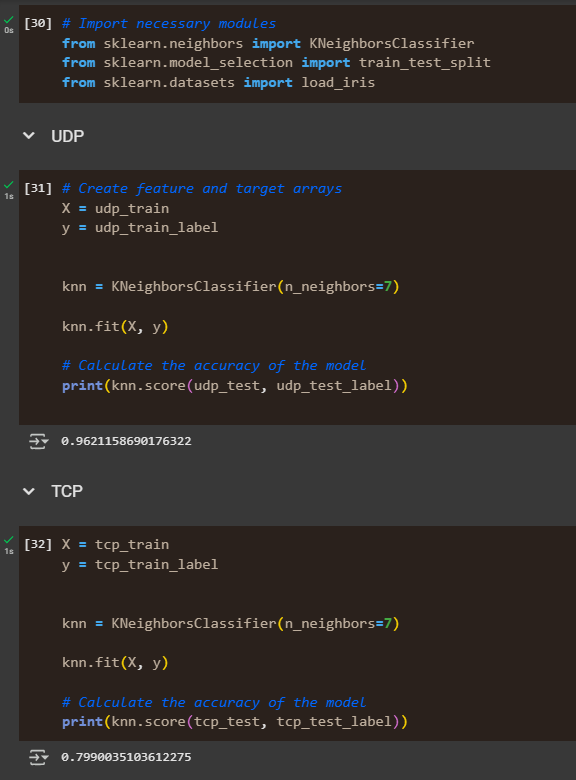 [30] # Import necessary modules
0s
from sklearn.neighbors import KNeighborsClassifier
from sklearn.model_selection import train_test_split
from sklearn.datasets import load_iris
UDP
[31] # Create feature and target arrays
1s
X = udp_train
y = udp_train_label
knn = KNeighborsClassifier(n_neighbors=7)
knn.fit(X, y)
# Calculate the accuracy of the model
print(knn.score(udp_test, udp_test_label))
0.9621158690176322
TCP
[32] X = tcp_train
1s
y = tcp_train_label
knn = KNeighborsClassifier(n_neighbors=7)
knn.fit(X, y)
# Calculate the accuracy of the model
print(knn.score(tcp_test, tcp_test_label))
0.7990035103612275